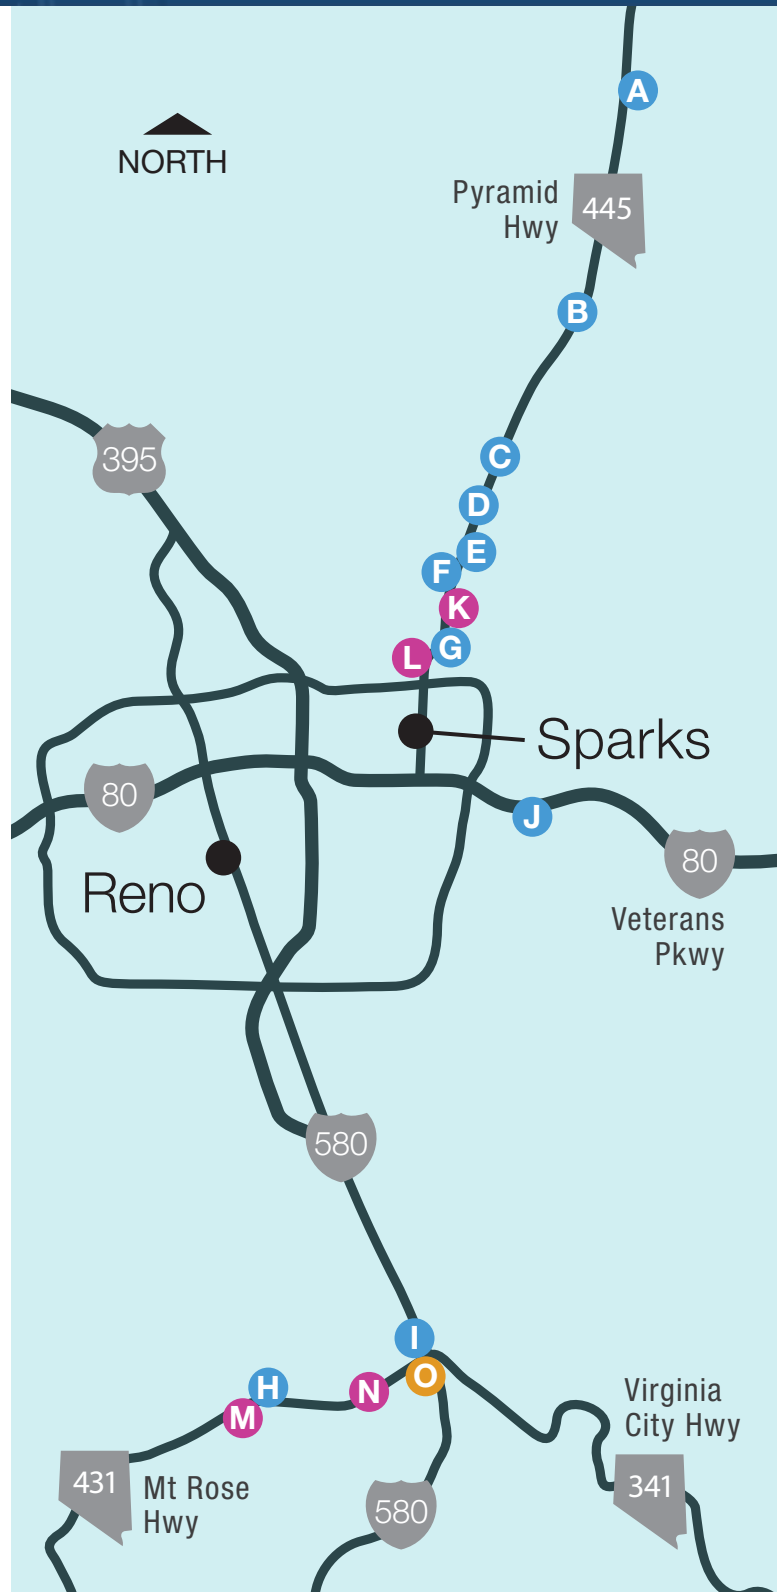 A
NORTH
Pyramid
Hwy
445
B
395
C
D
E
F
K
G
L
Sparks
80
J
Reno
80
Veterans
Pkwy
580
I
O
H
N
M
Virginia
City Hwy
431
Mt Rose
Hwy
580
341